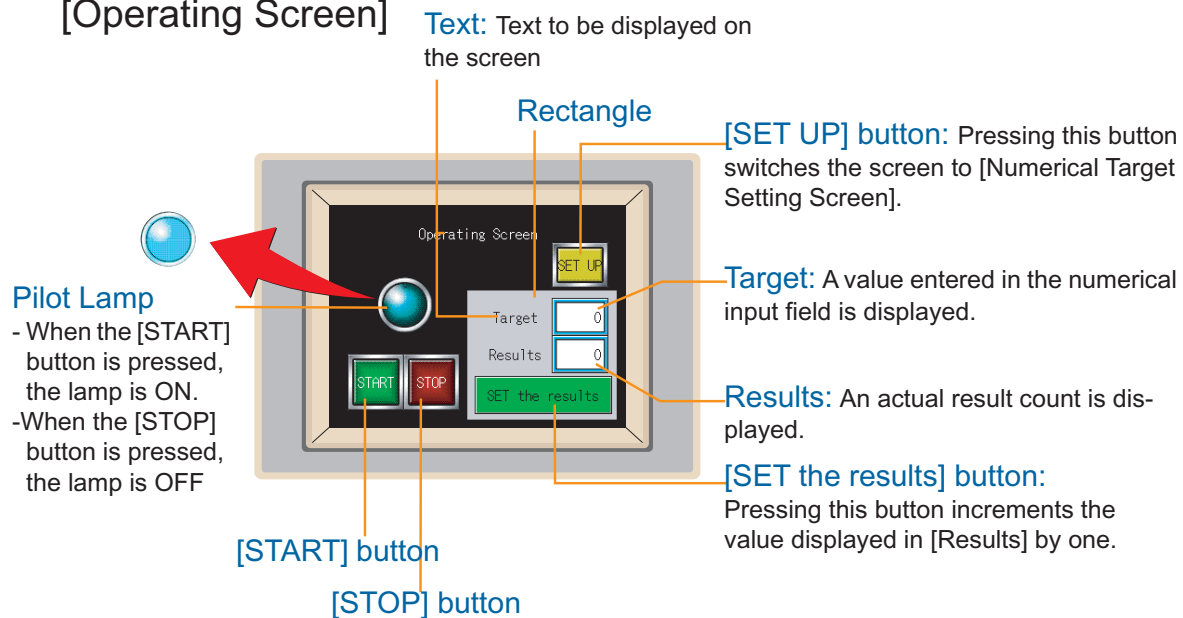 [Operating Screen]
Text: Text to be displayed on
the screen
Rectangle
[SET UP] button: Pressing this button
switches the screen to [Numerical Target
Setting Screen].
Operating Screen
SET UP
Pilot Lamp
- When the [START]
button is pressed,
the lamp is ON.
-When the [STOP]
button is pressed,
the lamp is OFF
Target 0
Results 0
START STOP
SET the results
Target: A value entered in the numerical
input field is displayed.
Results: An actual result count is dis-
played.
[SET the results] button:
Pressing this button increments the
value displayed in [Results] by one.
[START] button
[STOP] button